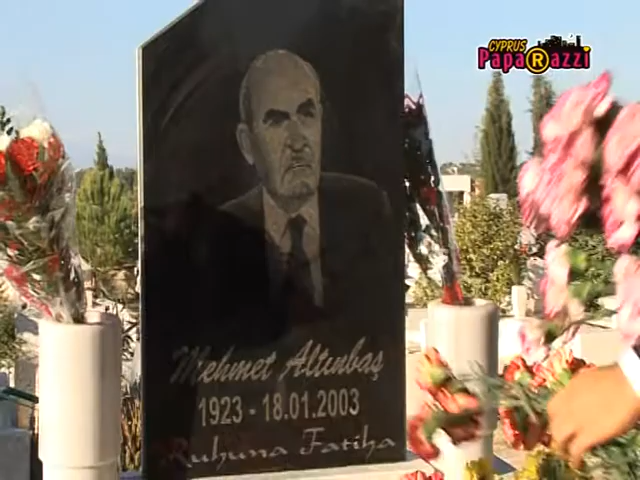 CYPRUS
PapaRazzi
Mehmet Altınbaş
1923 - 18.01.2003
Ruhuna Fatiha